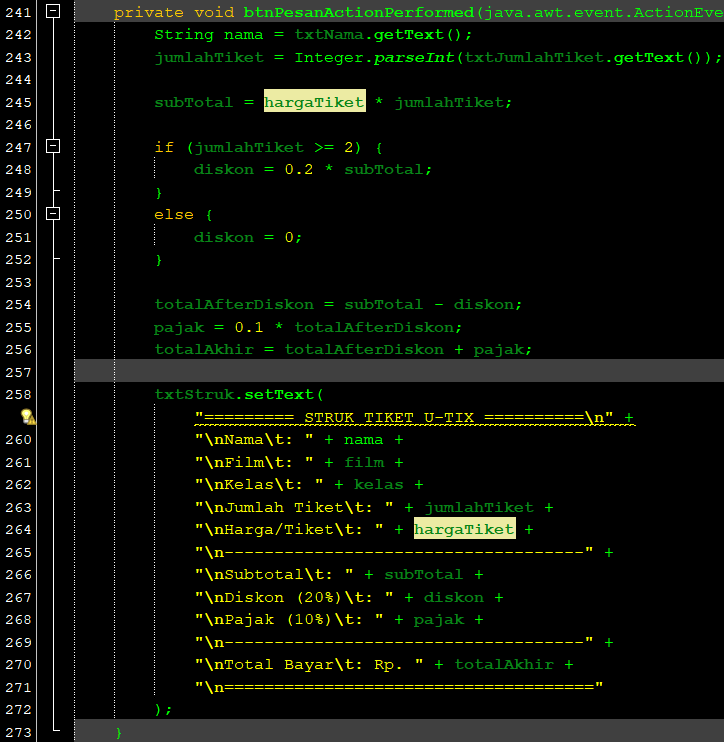 241 private void btnPesanActionPerformed(java.awt.event.ActionEve
242 String nama = txtNama.getText();
243 jumlahTiket = Integer.parseInt(txtJumlahTiket.getText());
244
245 subTotal = hargaTiket * jumlahTiket;
246
247 if (jumlahTiket >= 2) {
248 diskon = 0.2 * subTotal;
249 }
250 else {
251 diskon = 0;
252 }
253
254 totalAfterDiskon = subTotal - diskon;
255 pajak = 0.1 * totalAfterDiskon;
256 totalAkhir = totalAfterDiskon + pajak;
257
258 txtStruk.setText(
"========= STRUK TIKET U-TIX ==========\n" +
260 "\nNama\t: " + nama +
261 "\nFilm\t: " + film +
262 "\nKelas\t: " + kelas +
263 "\nJumlah Tiket\t: " + jumlahTiket +
264 "\nHarga/Tiket\t: " + hargaTiket +
265 "\n------------------------------------" +
266 "\nSubtotal\t: " + subTotal +
267 "\nDiskon (20%)\t: " + diskon +
268 "\nPajak (10%)\t: " + pajak +
269 "\n------------------------------------" +
270 "\nTotal Bayar\t: Rp. " + totalAkhir +
271 "\n====================================="
272 );
273 }